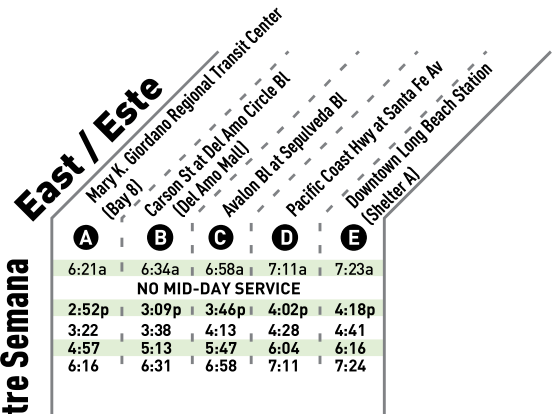 East / Este
Mary K. Giordano Regional Transit Center
(Bay 8)
Carson St at Del Amo Circle Bl
(Del Amo Mall)
Avalon Bl at Sepulveda Bl
Pacific Coast Hwy at Santa Fe Av
Downtown Long Beach Station
(Shelter A)
A B C D E
6:21a 6:34a 6:58a 7:11a 7:23a
NO MID-DAY SERVICE
2:52p 3:09p 3:46p 4:02p 4:18p
3:22 3:38 4:13 4:28 4:41
4:57 5:13 5:47 6:04 6:16
6:16 6:31 6:58 7:11 7:24
tre Semana